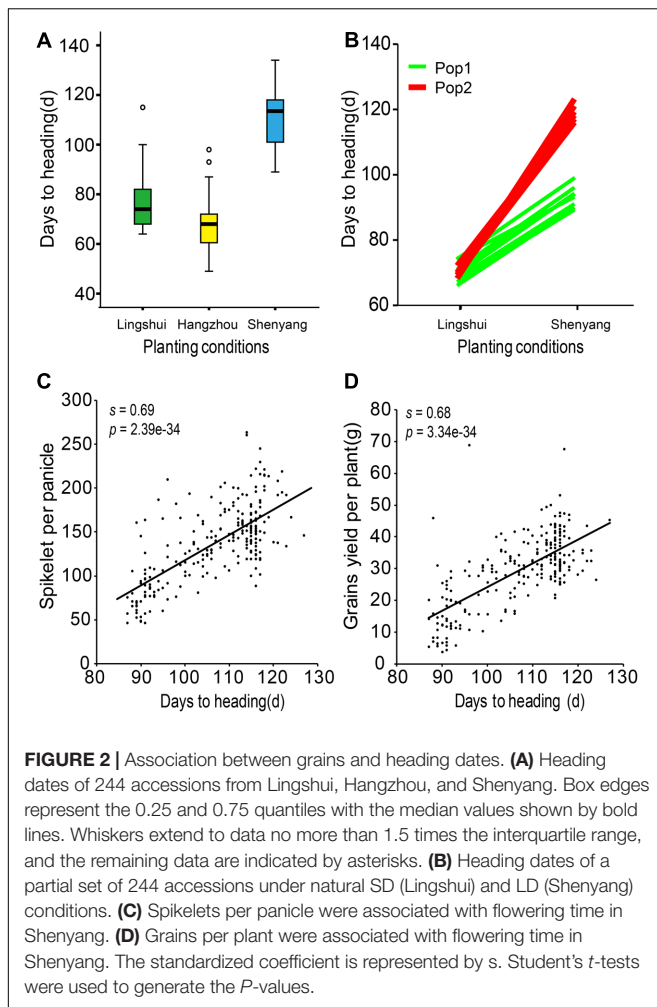 A
Days to heading(d)
140
120
100
80
60
40
Lingshui Hangzhou Shenyang
Planting conditions
B
Days to heading(d)
140
120
100
80
60
Pop1
Pop2
Lingshui Shenyang
Planting conditions
C
Spikelet per panicle
300
250
200
150
100
50
0
s = 0.69
p = 2.39e-34
80 90 100 110 120 130
Days to heading(d)
D
Grains yield per plant(g)
80
70
60
50
40
30
20
10
0
s = 0.68
p = 3.34e-34
80 90 100 110 120 130
Days to heading (d)
FIGURE 2 | Association between grains and heading dates. (A) Heading
dates of 244 accessions from Lingshui, Hangzhou, and Shenyang. Box edges
represent the 0.25 and 0.75 quantiles with the median values shown by bold
lines. Whiskers extend to data no more than 1.5 times the interquartile range,
and the remaining data are indicated by asterisks. (B) Heading dates of a
partial set of 244 accessions under natural SD (Lingshui) and LD (Shenyang)
conditions. (C) Spikelets per panicle were associated with flowering time in
Shenyang. (D) Grains per plant were associated with flowering time in
Shenyang. The standardized coefficient is represented by s. Student's t-tests
were used to generate the P-values.